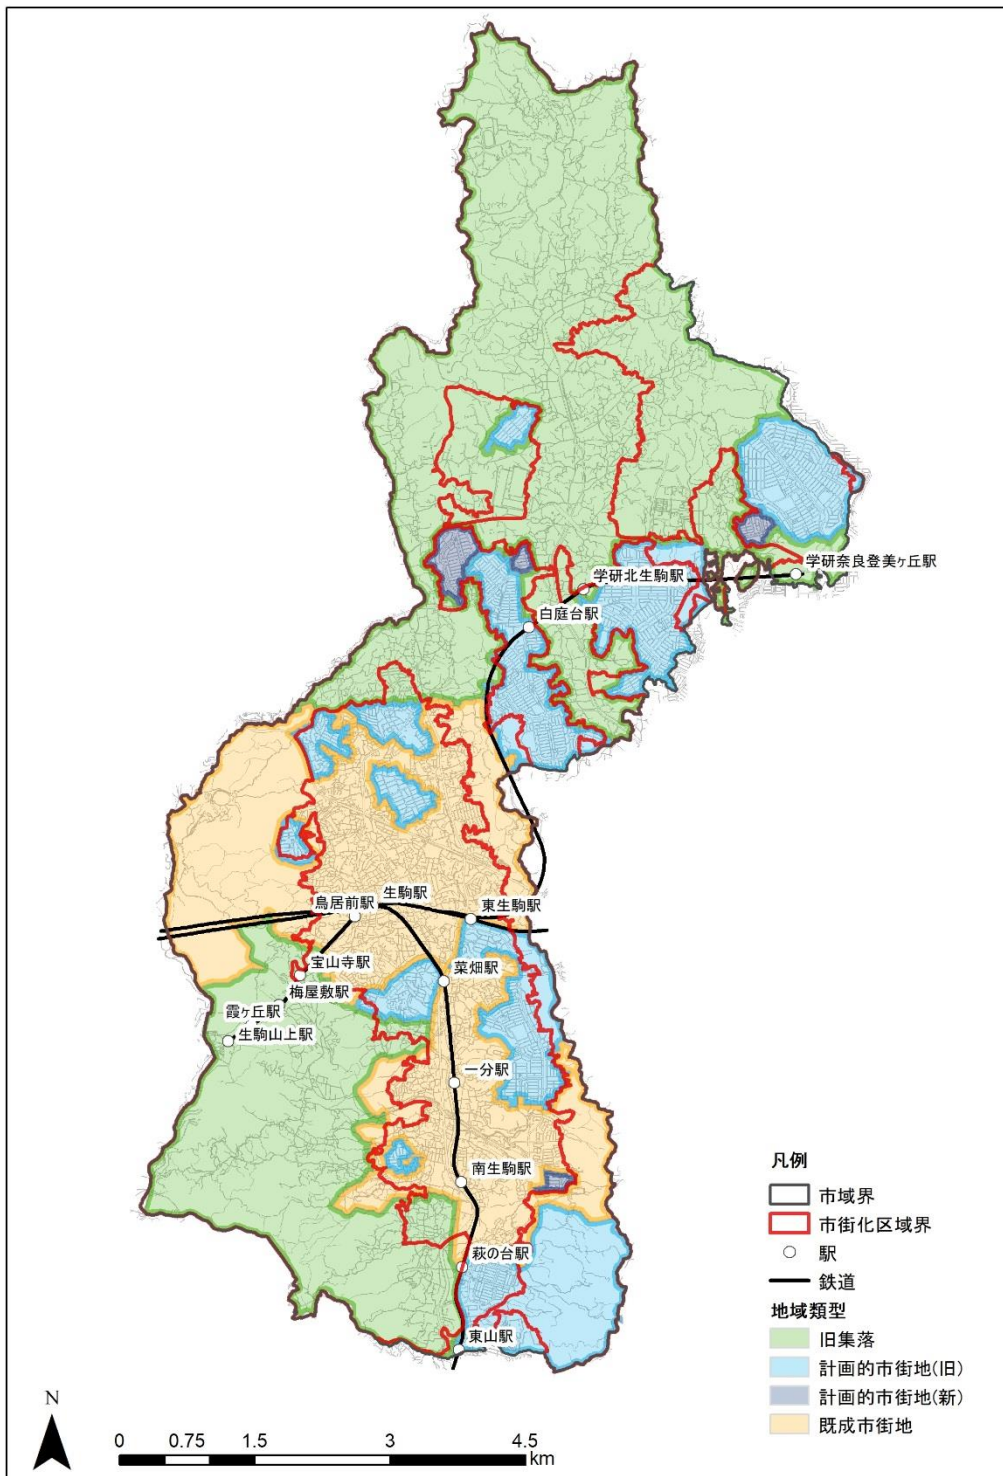 学研奈良登美ヶ丘駅
学研北生駒駅
白庭台駅
生駒駅
鳥居前駅
東生駒駅
宝山寺駅
菜畑駅
梅屋敷駅
霞ヶ丘駅
生駒山上駅
一分駅
南生駒駅
萩の台駅
東山駅
凡例
市域界
市街化区域界
駅
鉄道
地域類型
旧集落
計画的市街地(旧)
計画的市街地(新)
既成市街地
N
0 0.75 1.5 3 4.5
km